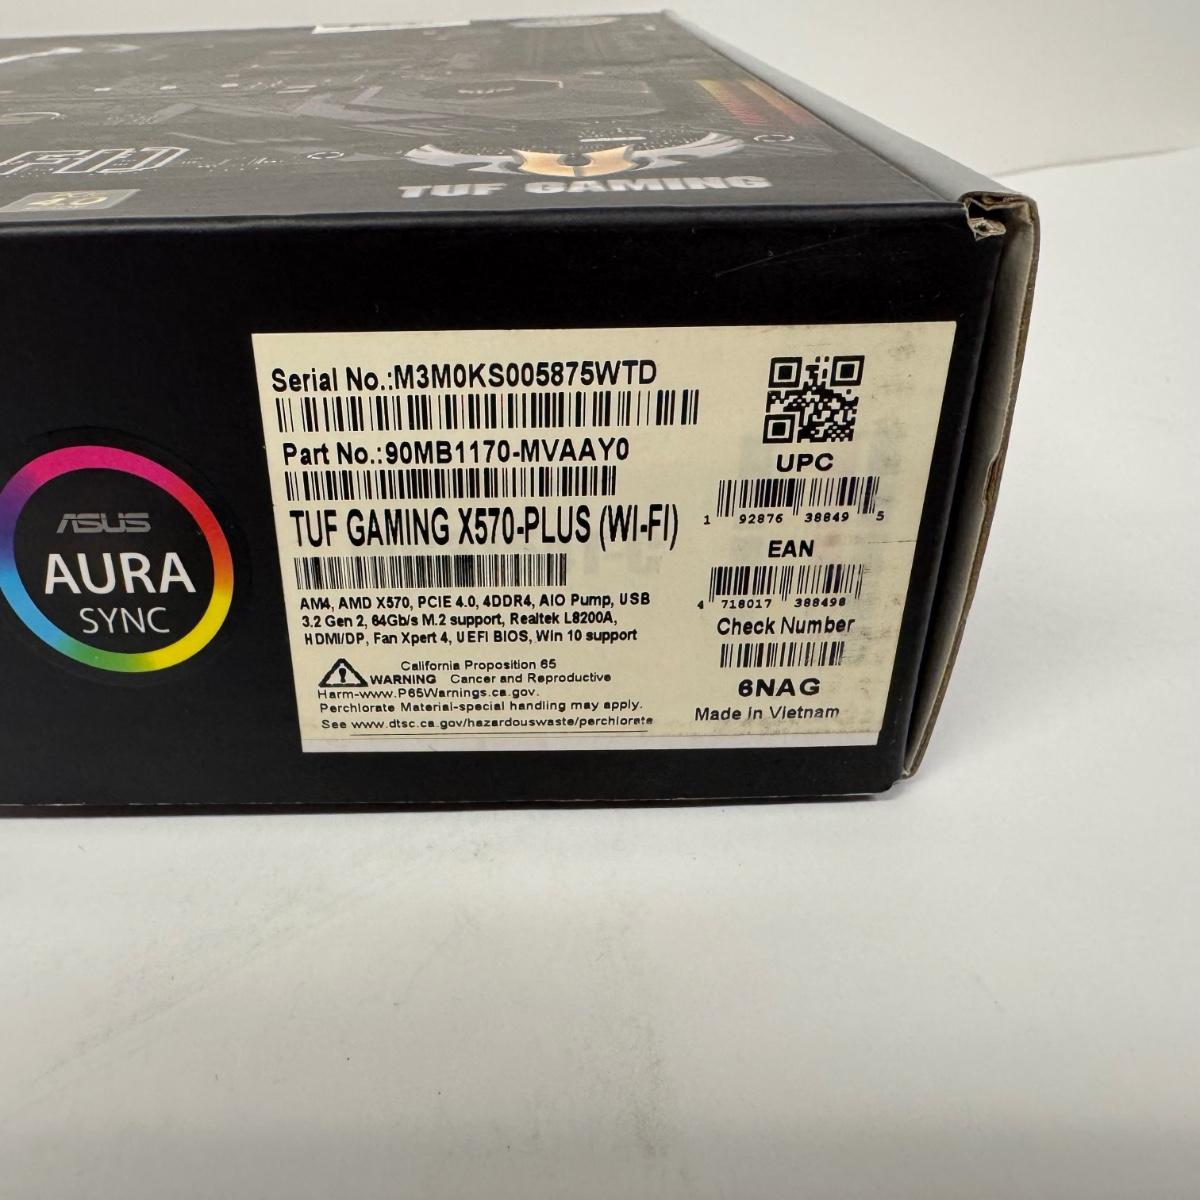 TUF GAMING
Serial No.:M3M0KS005875WTD
Part No.:90MB1170-MVAAY0
TUF GAMING X570-PLUS (WI-FI)
AM4, AMD X570, PCIE 4.0, 4DDR4, AIO Pump, USB
3.2 Gen 2, 64Gb/s M.2 support, Realtek L8200A,
HDMI/DP, Fan Xpert 4, UEFI BIOS, Win 10 support
California Proposition 65
WARNING Cancer and Reproductive
Harm-www.P65Warnings.ca.gov.
Perchlorate Material-special handling may apply.
See www.dtsc.ca.gov/hazardouswaste/perchlorate
UPC
1 92876 38849 5
EAN
4 718017 388498
Check Number
6NAG
Made in Vietnam
ASUS
AURA
SYNC